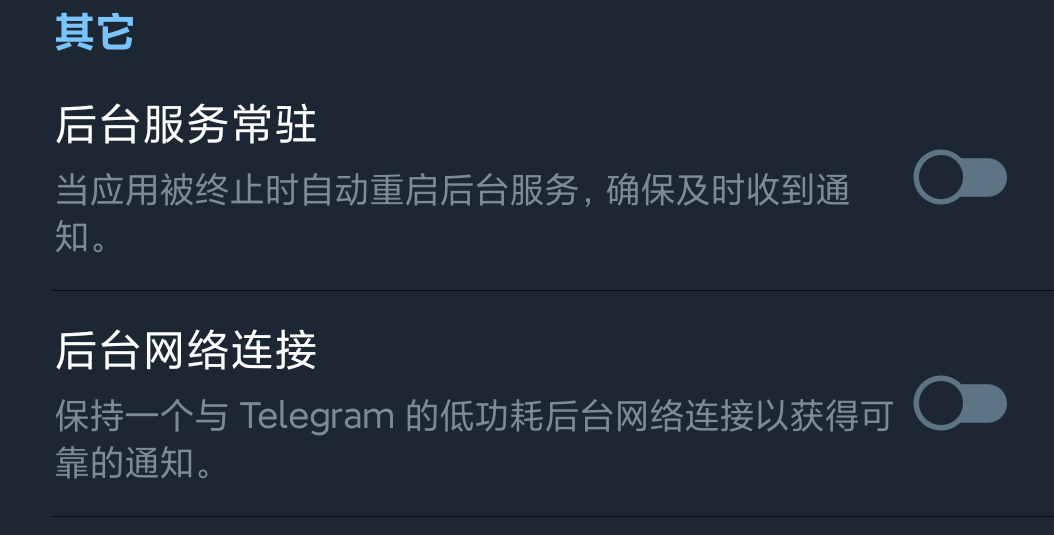 其它
后台服务常驻
当应用被终止时自动重启后台服务，确保及时收到通
知。
后台网络连接
保持一个与 Telegram 的低功耗后台网络连接以获得可
靠的通知。